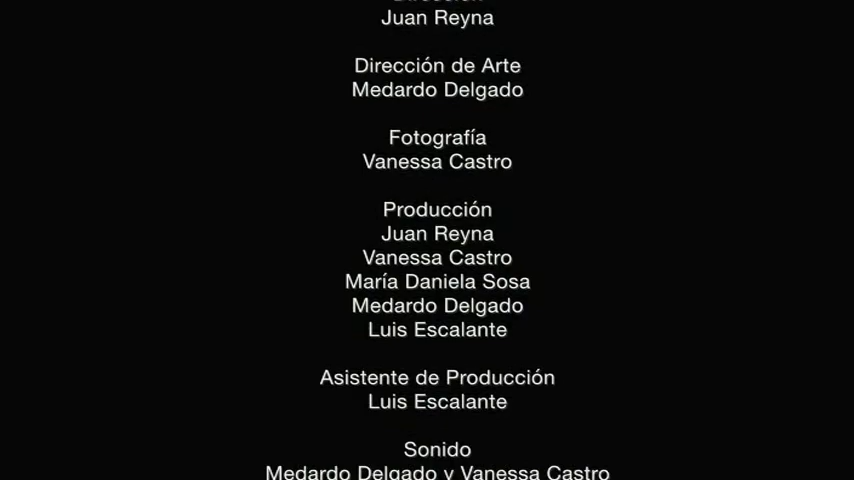 Dirección
Juan Reyna
Dirección de Arte
Medardo Delgado
Fotografía
Vanessa Castro
Producción
Juan Reyna
Vanessa Castro
María Daniela Sosa
Medardo Delgado
Luis Escalante
Asistente de Producción
Luis Escalante
Sonido
Medardo Delgado y Vanessa Castro